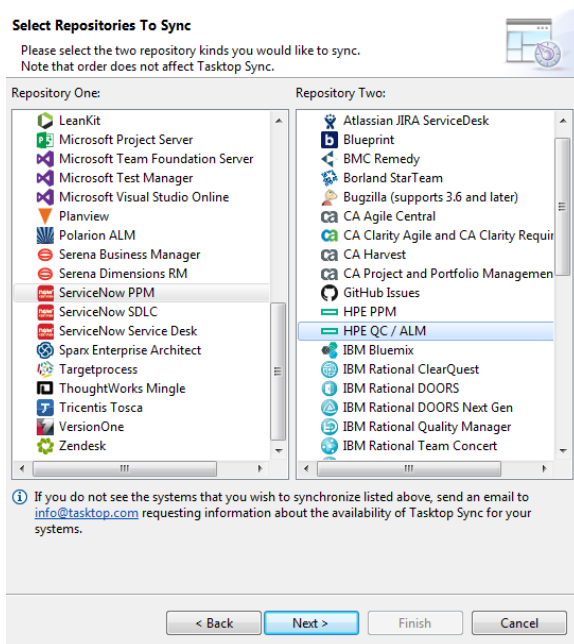 Select Repositories To Sync
Please select the two repository kinds you would like to sync.
Note that order does not affect Tasktop Sync.
Repository One:
LeanKit
Microsoft Project Server
Microsoft Team Foundation Server
Microsoft Test Manager
Microsoft Visual Studio Online
Planview
Polarion ALM
Serena Business Manager
Serena Dimensions RM
ServiceNow PPM
ServiceNow SDLC
ServiceNow Service Desk
Sparx Enterprise Architect
Targetprocess
ThoughtWorks Mingle
Tricentis Tosca
VersionOne
Zendesk
Repository Two:
Atlassian JIRA ServiceDesk
Blueprint
BMC Remedy
Borland StarTeam
Bugzilla (supports 3.6 and later)
CA Agile Central
CA Clarity Agile and CA Clarity Requir
CA Harvest
CA Project and Portfolio Managemen
GitHub Issues
HPE PPM
HPE QC / ALM
IBM Bluemix
IBM Rational ClearQuest
IBM Rational DOORS
IBM Rational DOORS Next Gen
IBM Rational Quality Manager
IBM Rational Team Concert
If you do not see the systems that you wish to synchronize listed above, send an email to
info@tasktop.com requesting information about the availability of Tasktop Sync for your
systems.
< Back
Next >
Finish
Cancel